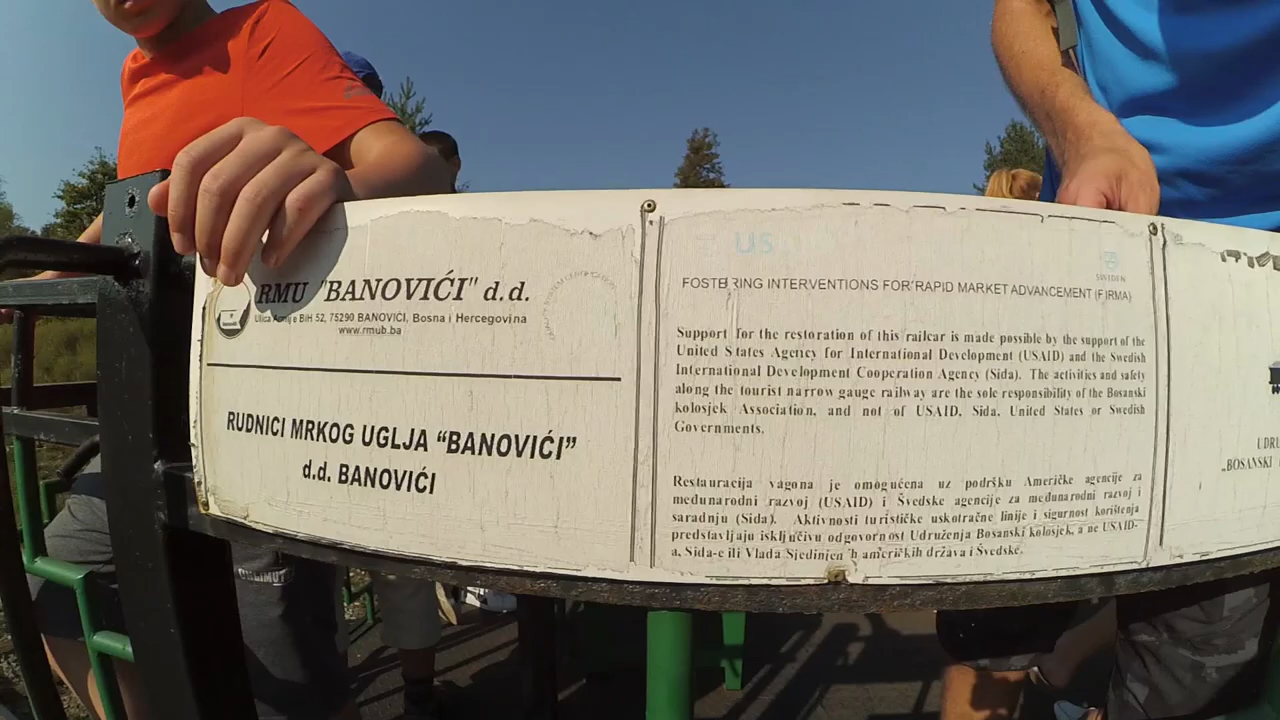 RMU "BANOVIĆI" d.d.
BiH 52, 75290 BANOVIĆI, Bosna i Hercegovina
www.rmub.ba
RUDNICI MRKOG UGLJA “BANOVIĆI”
d.d. BANOVIĆI
US
SWEDEN
FOSTERING INTERVENTIONS FOR RAPID MARKET ADVANCEMENT (FIRMA)
Support for the restoration of this railcar is made possible by the support of the
United States Agency for International Development (USAID) and the Swedish
International Development Cooperation Agency (Sida). The activities and safety
along the tourist narrow gauge railway are the sole responsibility of the Bosanski
kolosjek Association, and not of USAID, Sida, United States or Swedish
Governments.
Restauracija vagona je omogućena uz podršku Američke agencije za
međunarodni razvoj (USAID) i Švedske agencije za međunarodni razvoj i
saradnju (Sida). Aktivnosti turističke uskotračne linije i sigurnost korištenja
predstavljaju isključivu odgovornost Udruženja Bosanski kolosjek, a ne USAID-
a, Sida-e ili Vlada Sjedinjenih američkih država i Švedske.
„BOSANSKI